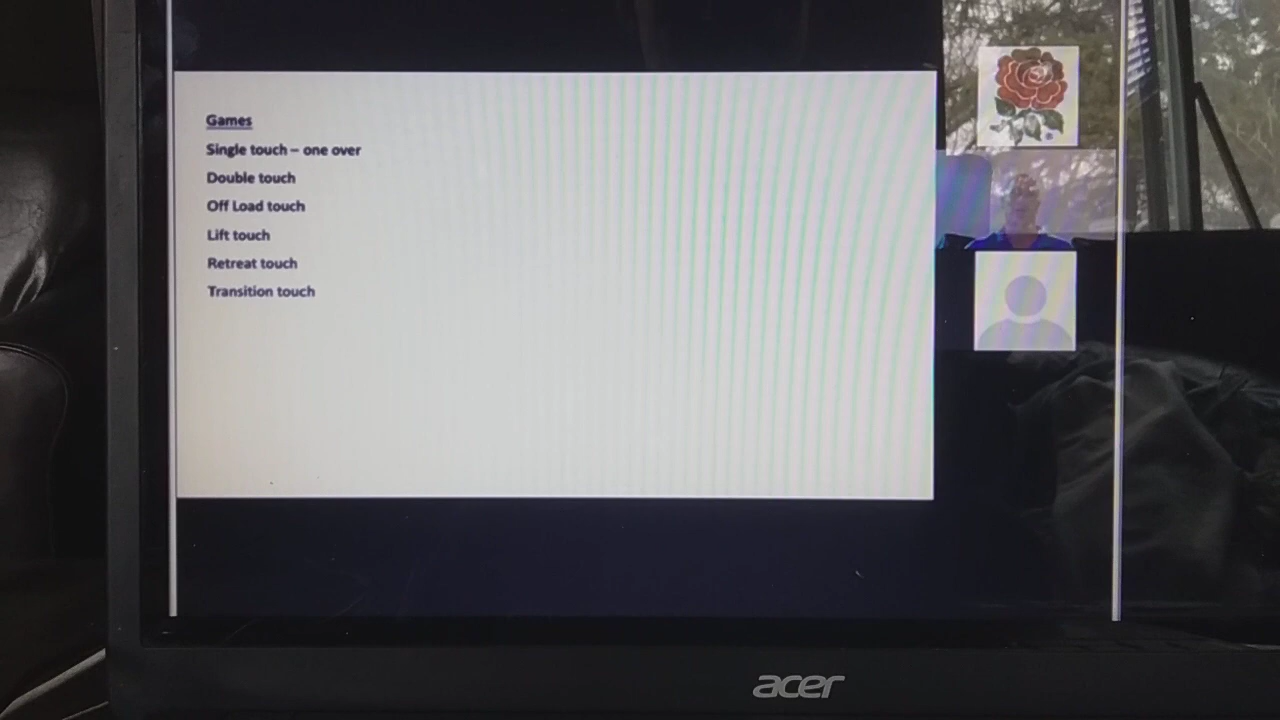 Games
Single touch – one over
Double touch
Off Load touch
Lift touch
Retreat touch
Transition touch
acer